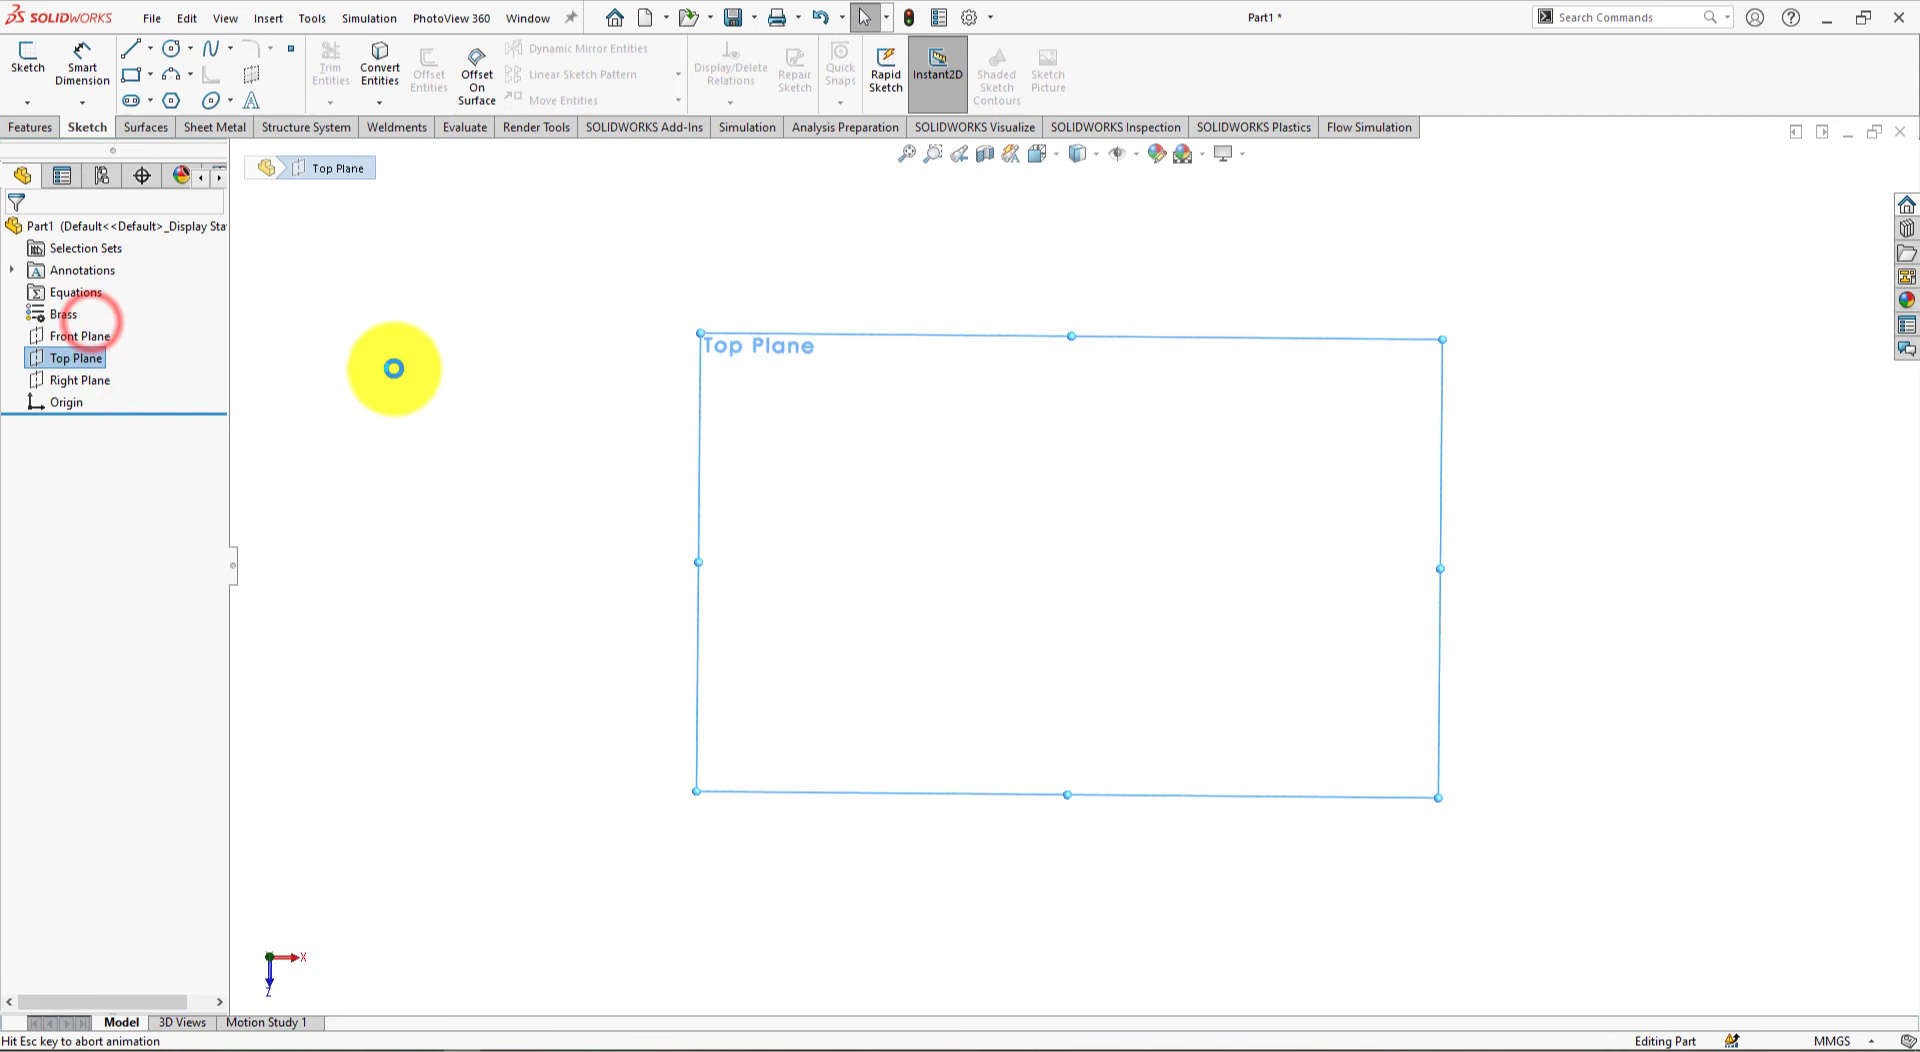 SOLIDWORKS File Edit View Insert Tools Simulation PhotoView 360 Window Part1 * Search Commands
Sketch Smart Dimension Trim Entities Convert Entities Offset Entities Offset On Surface Dynamic Mirror Entities Linear Sketch Pattern Move Entities Display/Delete Relations Repair Sketch Quick Snaps Rapid Sketch Instant2D Shaded Sketch Contours Sketch Picture
Features Sketch Surfaces Sheet Metal Structure System Weldments Evaluate Render Tools SOLIDWORKS Add-Ins Simulation Analysis Preparation SOLIDWORKS Visualize SOLIDWORKS Inspection SOLIDWORKS Plastics Flow Simulation
Top Plane
Part1 (Default<<Default>_Display Sta
Selection Sets
Annotations
Equations
Brass
Front Plane
Top Plane
Right Plane
Origin
Top Plane
X
Z
Model 3D Views Motion Study 1
Hit Esc key to abort animation Editing Part MMGS